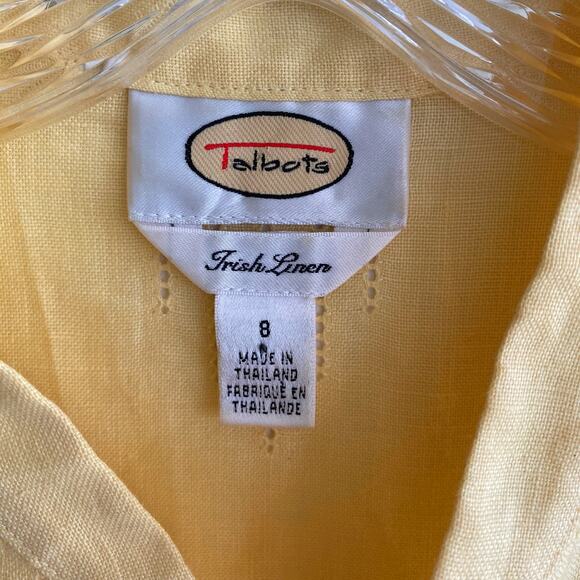 Talbots
Irish Linen
8
MADE IN
THAILAND
FABRIQUÉ EN
THAILANDE